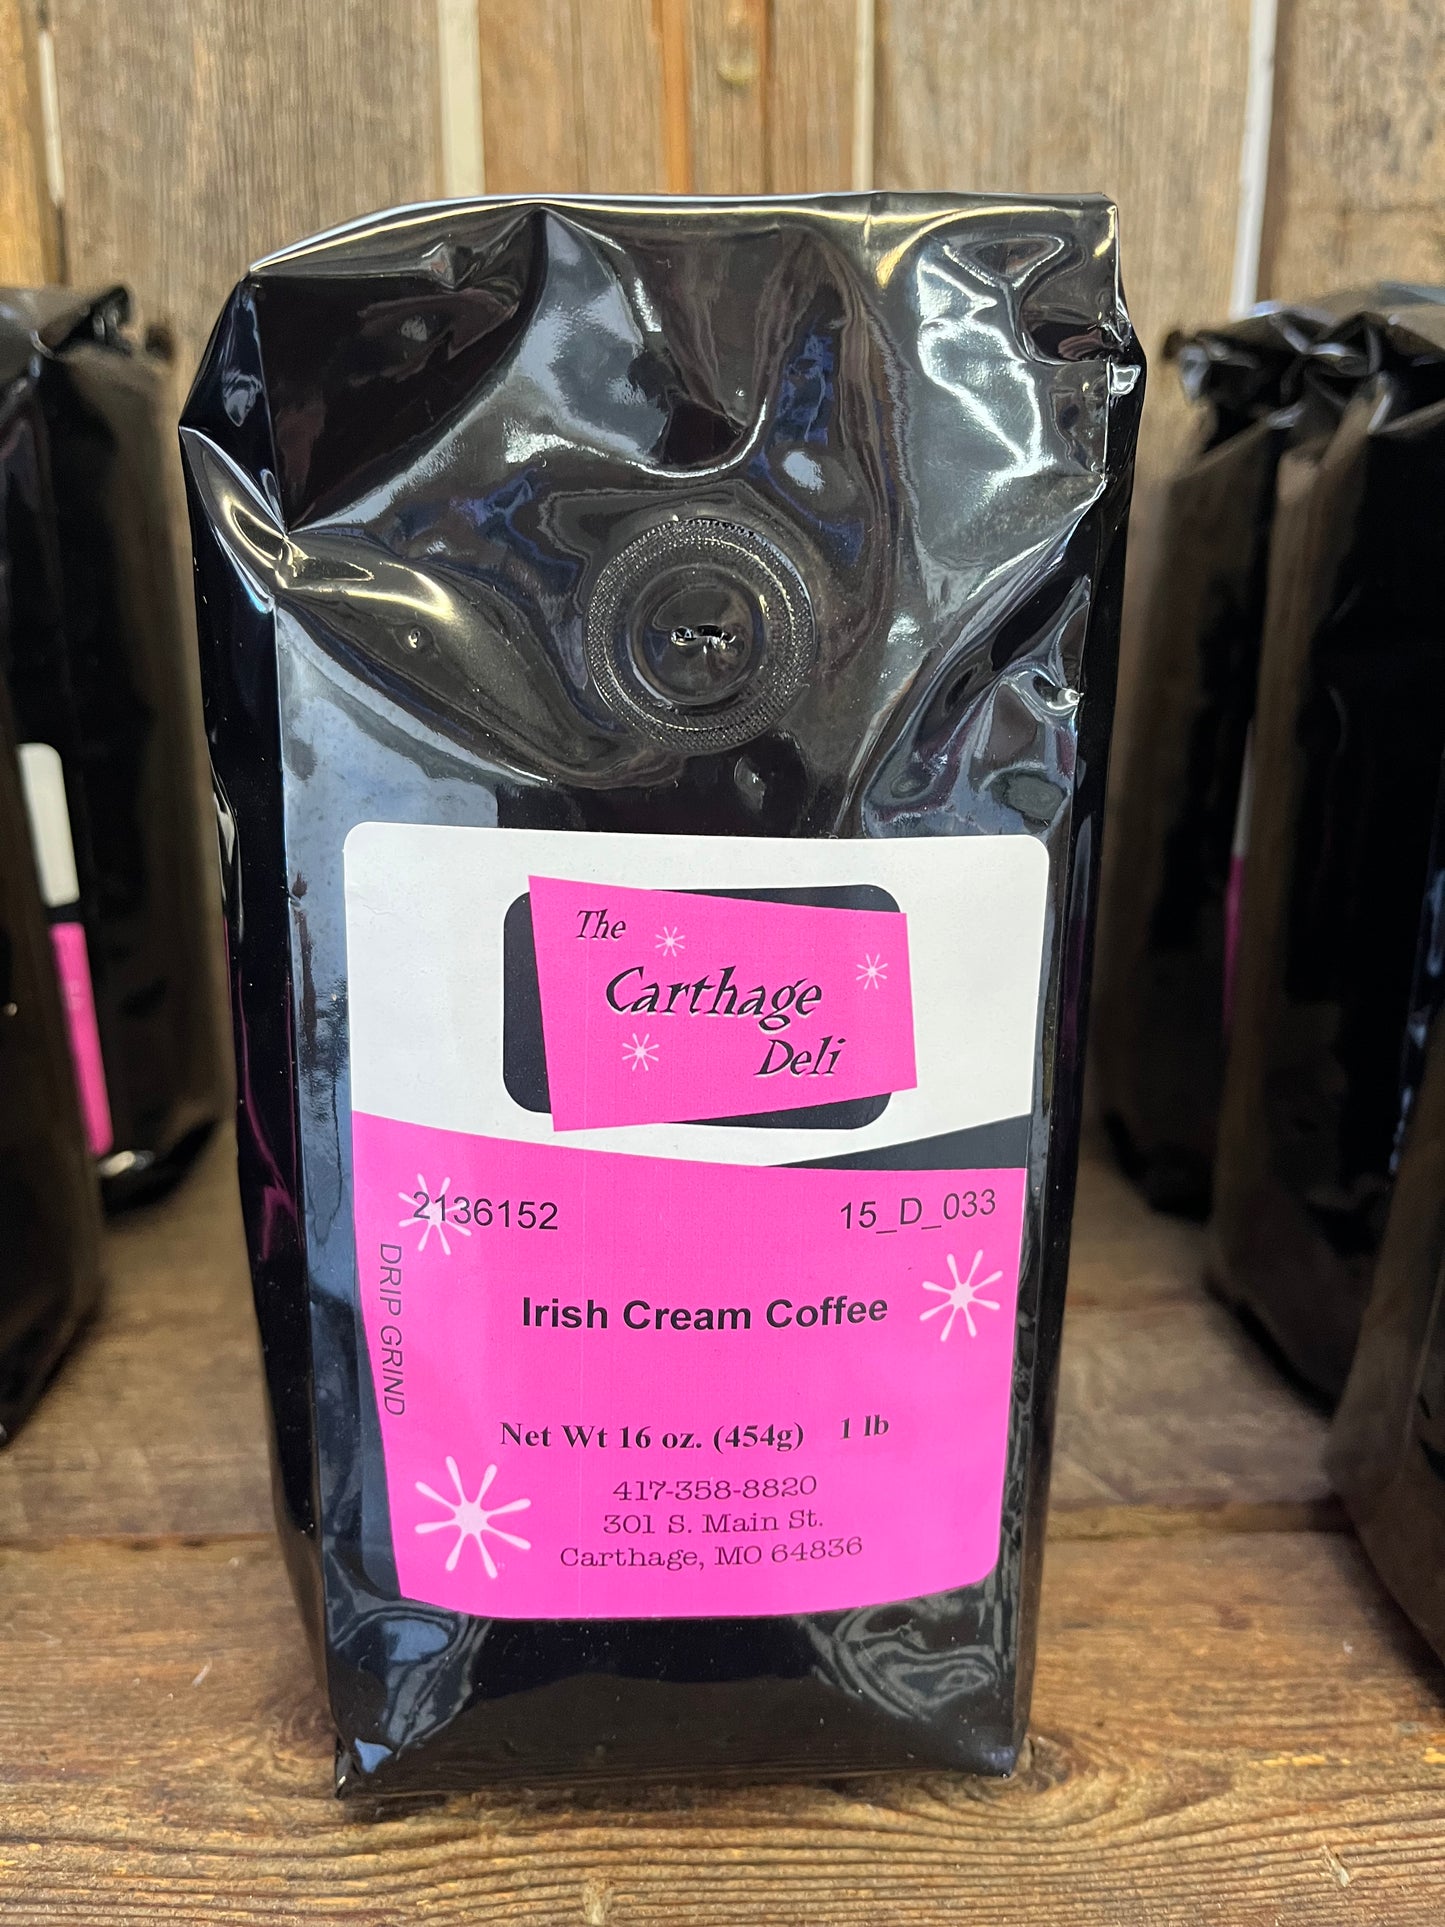 The
Carthage
Deli
2136152 15_D_033
DRIP GRIND
Irish Cream Coffee
Net Wt 16 oz. (454g) 1 lb
417-358-8820
301 S. Main St.
Carthage, MO 64836